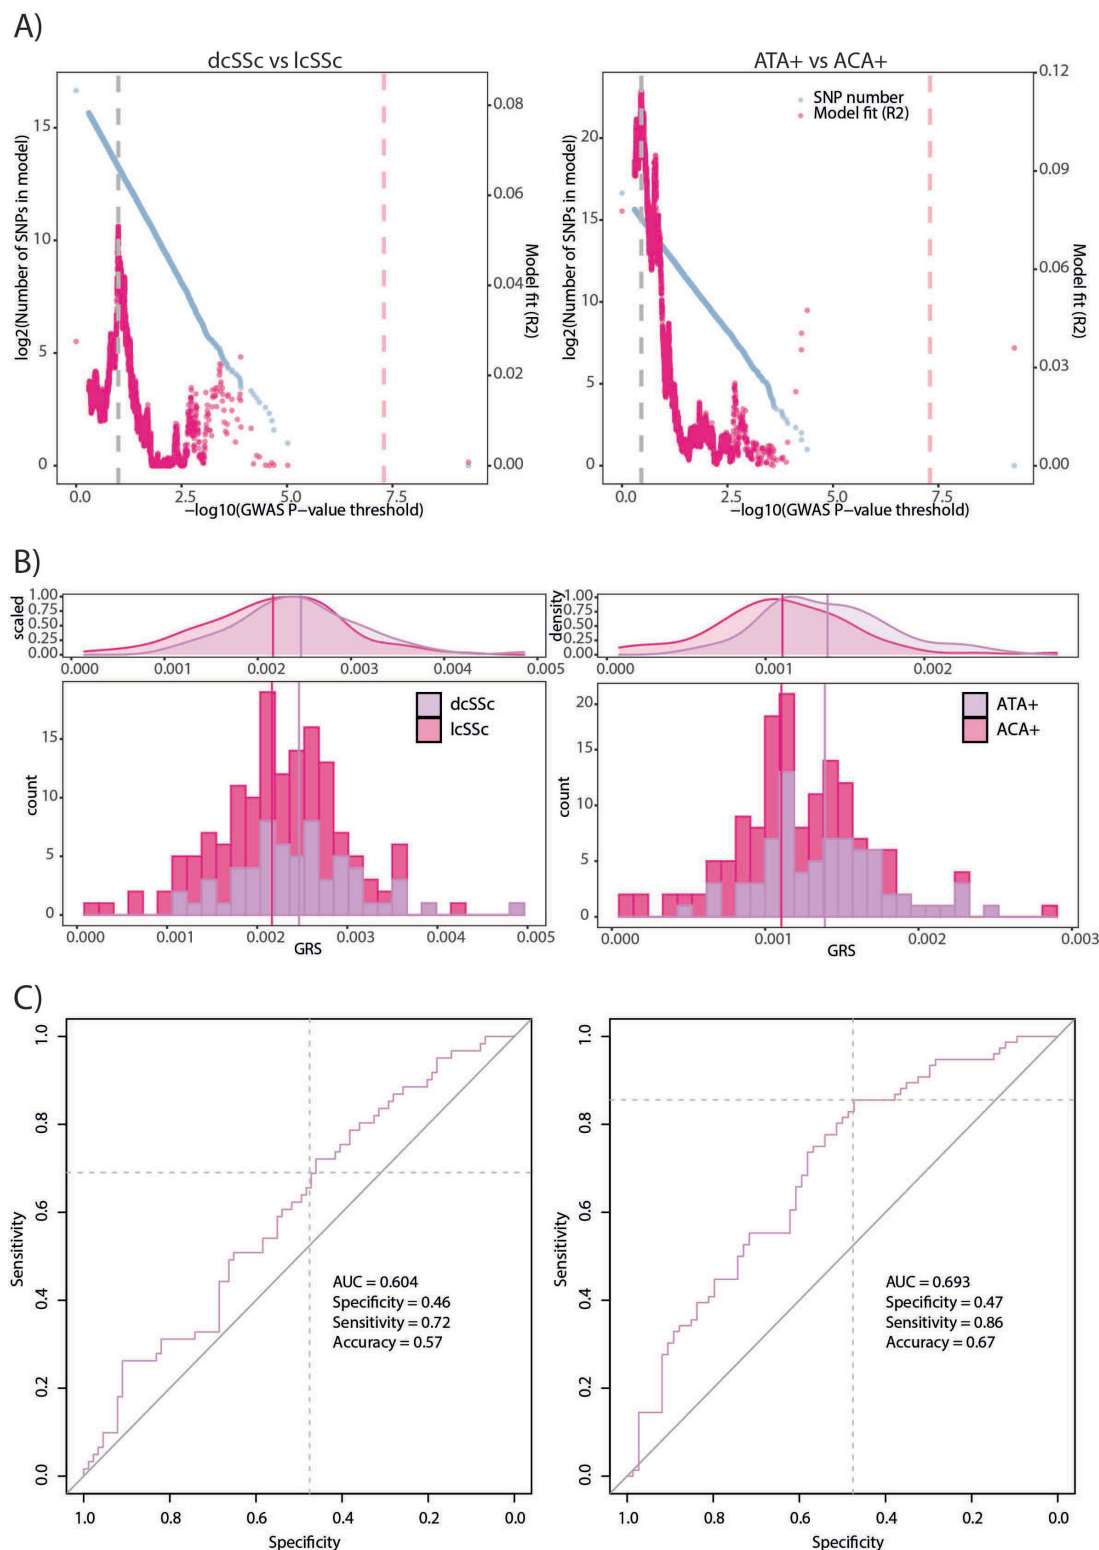 A)
dcSSc vs lcSSc
ATA+ vs ACA+
log2(Number of SNPs in model)
15
10
5
0
0.08
0.06
0.04
0.02
0.00
Model fit (R2)
0.0
2.5
5.0
7.5
−log10(GWAS P−value threshold)
SNP number
Model fit (R2)
log2(Number of SNPs in model)
20
15
10
5
0
0.12
0.09
0.06
0.03
0.00
Model fit (R2)
0.0
2.5
5.0
7.5
−log10(GWAS P−value threshold)
B)
scaled
1.00
0.75
0.50
0.25
0.00
0.000
0.001
0.002
0.003
0.004
0.005
density
1.00
0.75
0.50
0.25
0.00
0.000
0.001
0.002
dcSSc
lcSSc
count
15
10
5
0
0.000
0.001
0.002
0.003
0.004
0.005
GRS
ATA+
ACA+
count
20
15
10
5
0
0.000
0.001
0.002
0.003
GRS
C)
Sensitivity
1.0
0.8
0.6
0.4
0.2
0.0
AUC = 0.604
Specificity = 0.46
Sensitivity = 0.72
Accuracy = 0.57
1.0
0.8
0.6
0.4
0.2
0.0
Specificity
Sensitivity
1.0
0.8
0.6
0.4
0.2
0.0
AUC = 0.693
Specificity = 0.47
Sensitivity = 0.86
Accuracy = 0.67
1.0
0.8
0.6
0.4
0.2
0.0
Specificity